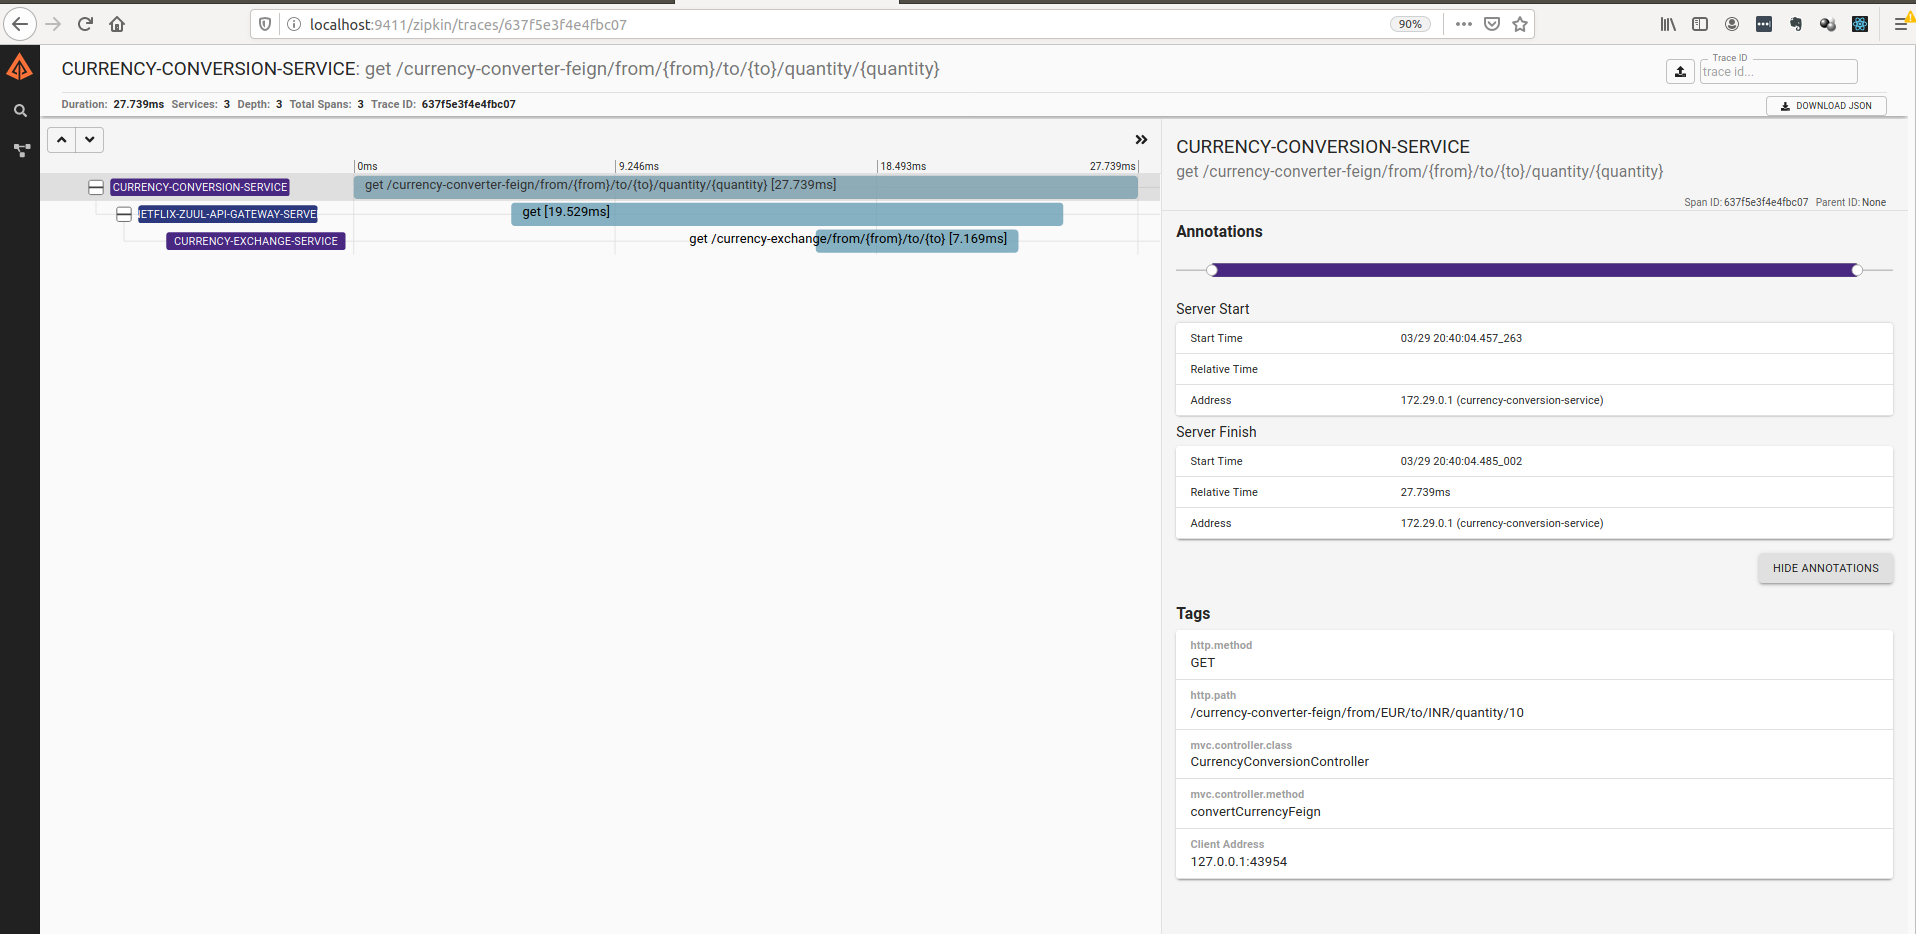 localhost:9411/zipkin/traces/637f5e3f4e4fbc07
90%
CURRENCY-CONVERSION-SERVICE: get /currency-converter-feign/from/{from}/to/{to}/quantity/{quantity}
Trace ID
trace id...
Duration: 27.739ms Services: 3 Depth: 3 Total Spans: 3 Trace ID: 637f5e3f4e4fbc07
DOWNLOAD JSON
0ms 9.246ms 18.493ms 27.739ms
CURRENCY-CONVERSION-SERVICE get /currency-converter-feign/from/{from}/to/{to}/quantity/{quantity} [27.739ms]
ETFLIX-ZUUL-API-GATEWAY-SERVE get [19.529ms]
CURRENCY-EXCHANGE-SERVICE get /currency-exchange/from/{from}/to/{to} [7.169ms]
CURRENCY-CONVERSION-SERVICE
get /currency-converter-feign/from/{from}/to/{to}/quantity/{quantity}
Span ID: 637f5e3f4e4fbc07 Parent ID: None
Annotations
Server Start
Start Time 03/29 20:40:04.457_263
Relative Time
Address 172.29.0.1 (currency-conversion-service)
Server Finish
Start Time 03/29 20:40:04.485_002
Relative Time 27.739ms
Address 172.29.0.1 (currency-conversion-service)
HIDE ANNOTATIONS
Tags
http.method
GET
http.path
/currency-converter-feign/from/EUR/to/INR/quantity/10
mvc.controller.class
CurrencyConversionController
mvc.controller.method
convertCurrencyFeign
Client Address
127.0.0.1:43954